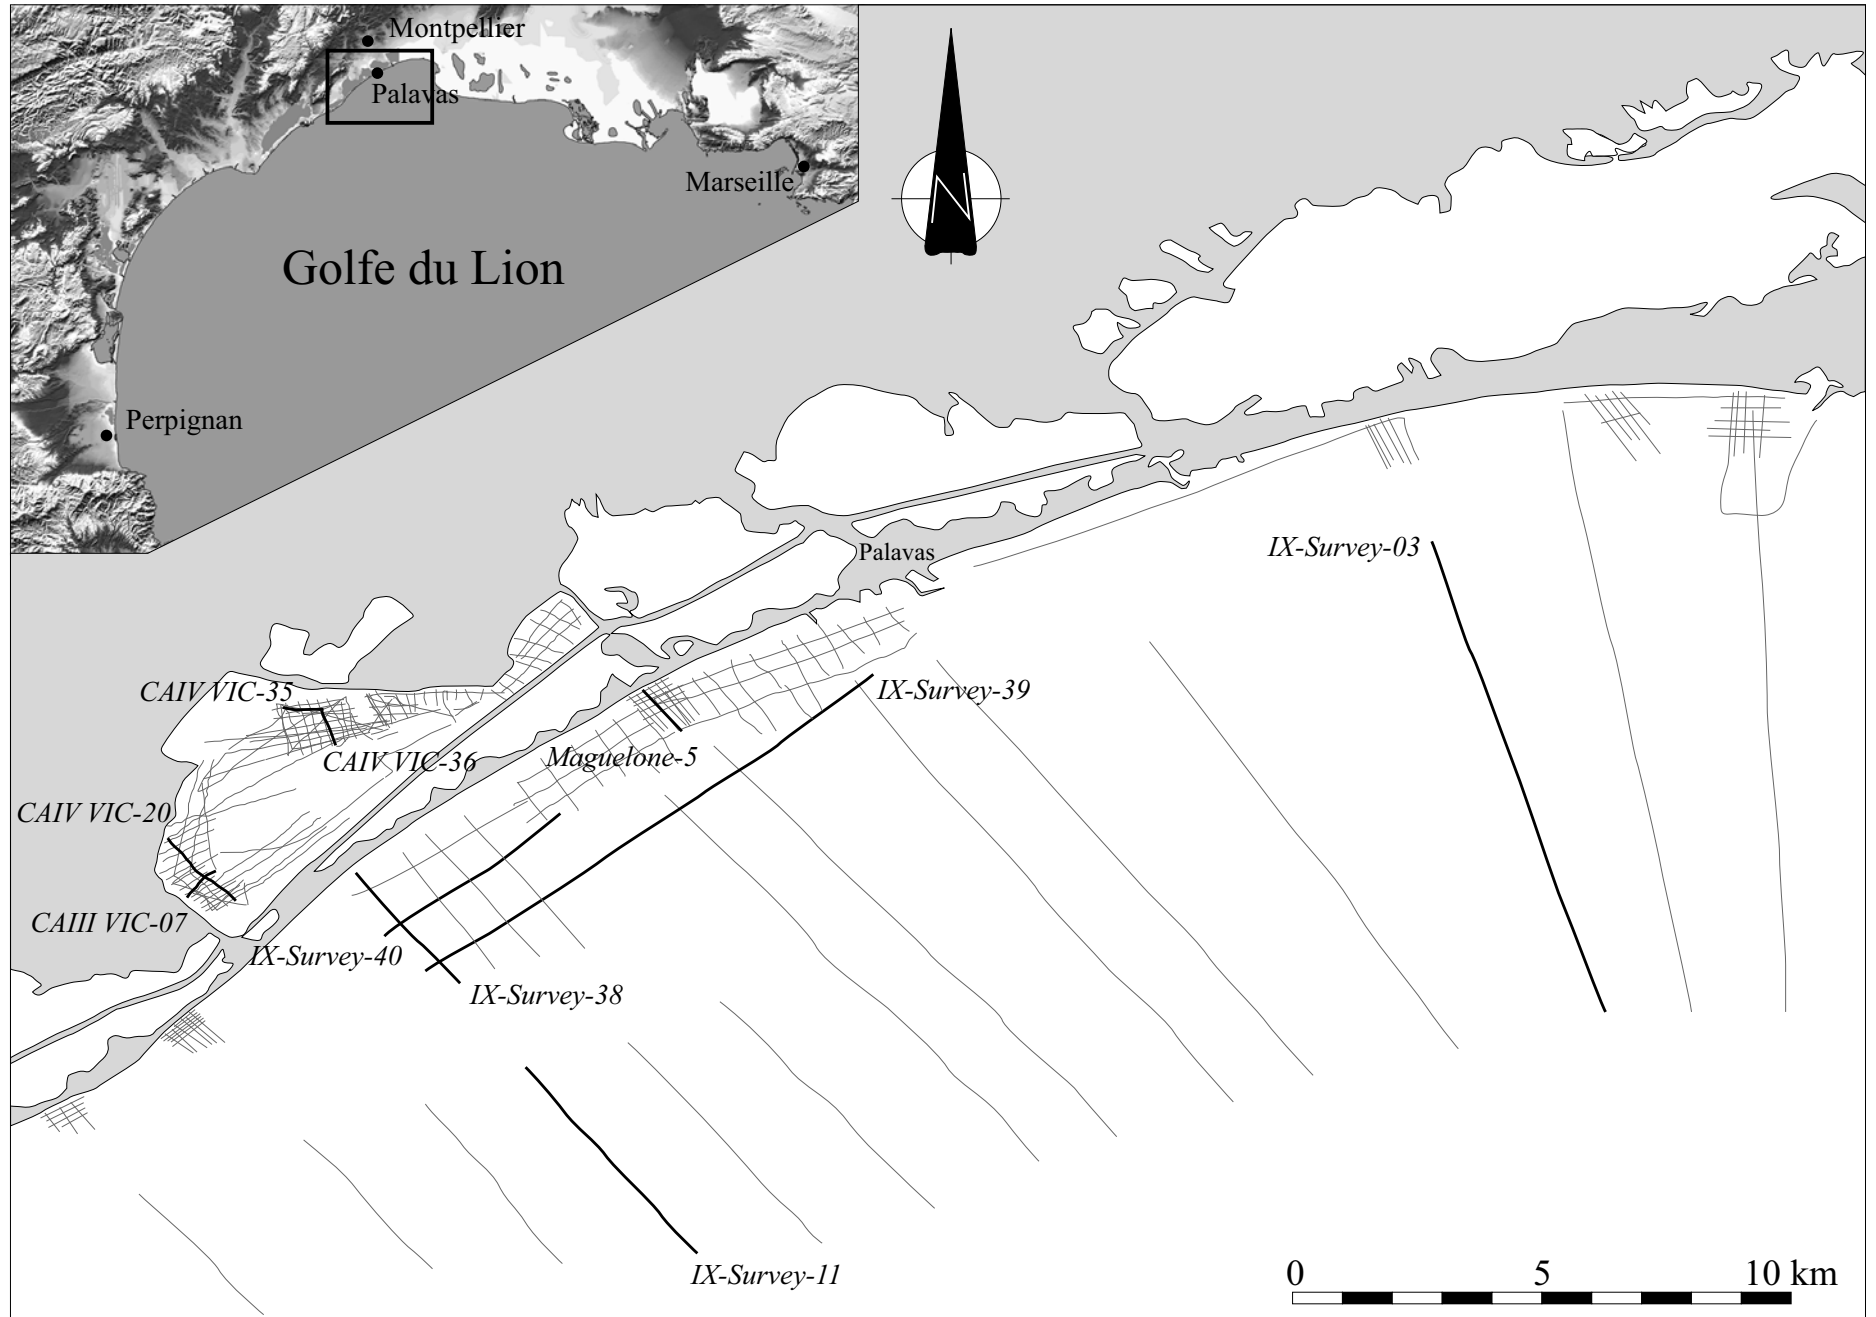 Montpellier
Palavas
Marseille
Golfe du Lion
Perpignan
N
Palavas
IX-Survey-03
CAIV VIC-35
IX-Survey-39
CAIV VIC-36
Maguelone-5
CAIV VIC-20
CAIII VIC-07
IX-Survey-40
IX-Survey-38
IX-Survey-11
0 5 10 km